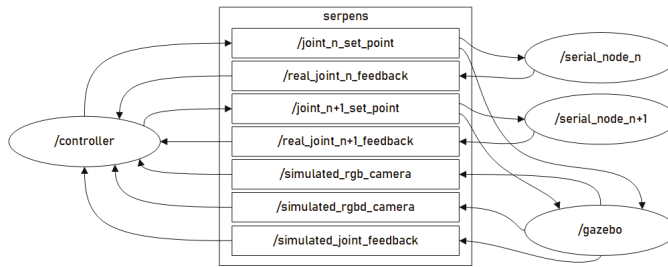 serpens
/joint_n_set_point
/serial_node_n
/real_joint_n_feedback
/joint_n+1_set_point
/serial_node_n+1
/controller
/real_joint_n+1_feedback
/simulated_rgb_camera
/simulated_rgbd_camera
/gazebo
/simulated_joint_feedback